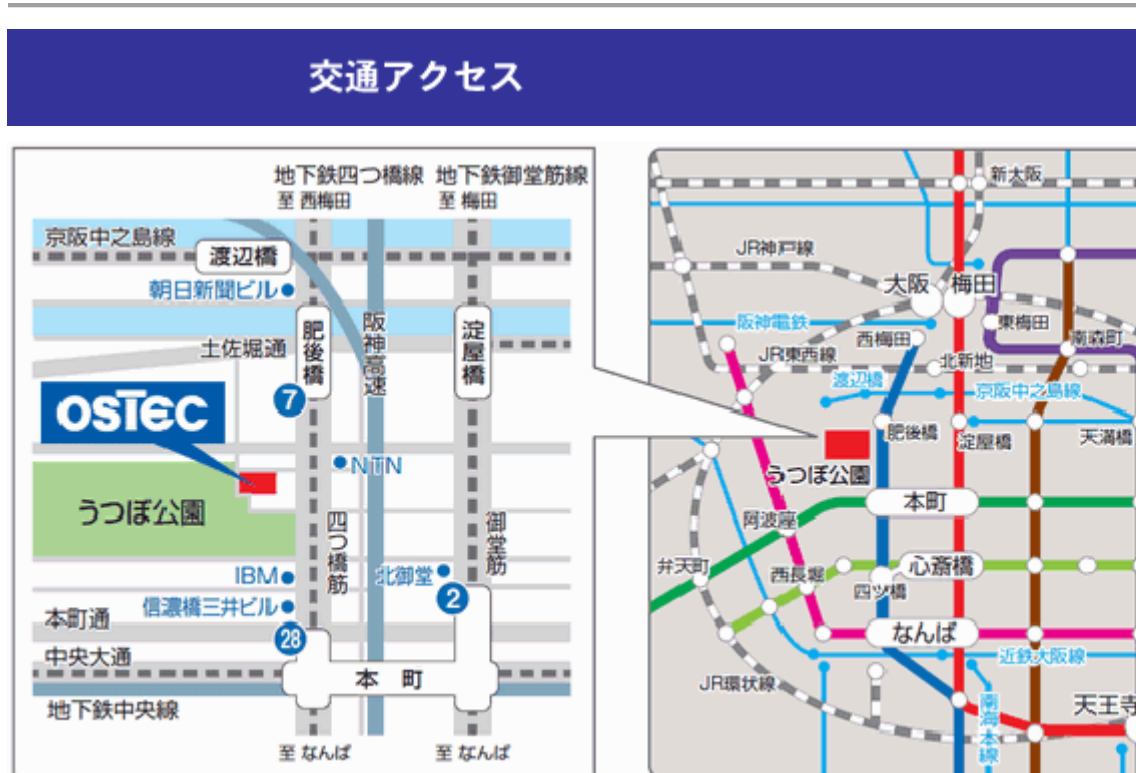 交通アクセス
地下鉄四つ橋線
至 西梅田
地下鉄御堂筋線
至 梅田
京阪中之島線
渡辺橋
朝日新聞ビル
肥後橋
阪神高速
淀屋橋
土佐堀通
7
OSTEC
NTN
うつぼ公園
四つ橋筋
御堂筋
IBM
北御堂
2
信濃橋三井ビル
本町通
28
中央大通
本 町
地下鉄中央線
至 なんば
至 なんば
新大阪
JR神戸線
大阪
梅田
阪神電鉄
西梅田
東梅田
南森町
JR東西線
北新地
渡辺橋
京阪中之島線
肥後橋
淀屋橋
天満橋
うつぼ公園
本町
阿波座
弁天町
西長堀
心斎橋
四ツ橋
なんば
近鉄大阪線
JR環状線
南海本線
天王寺